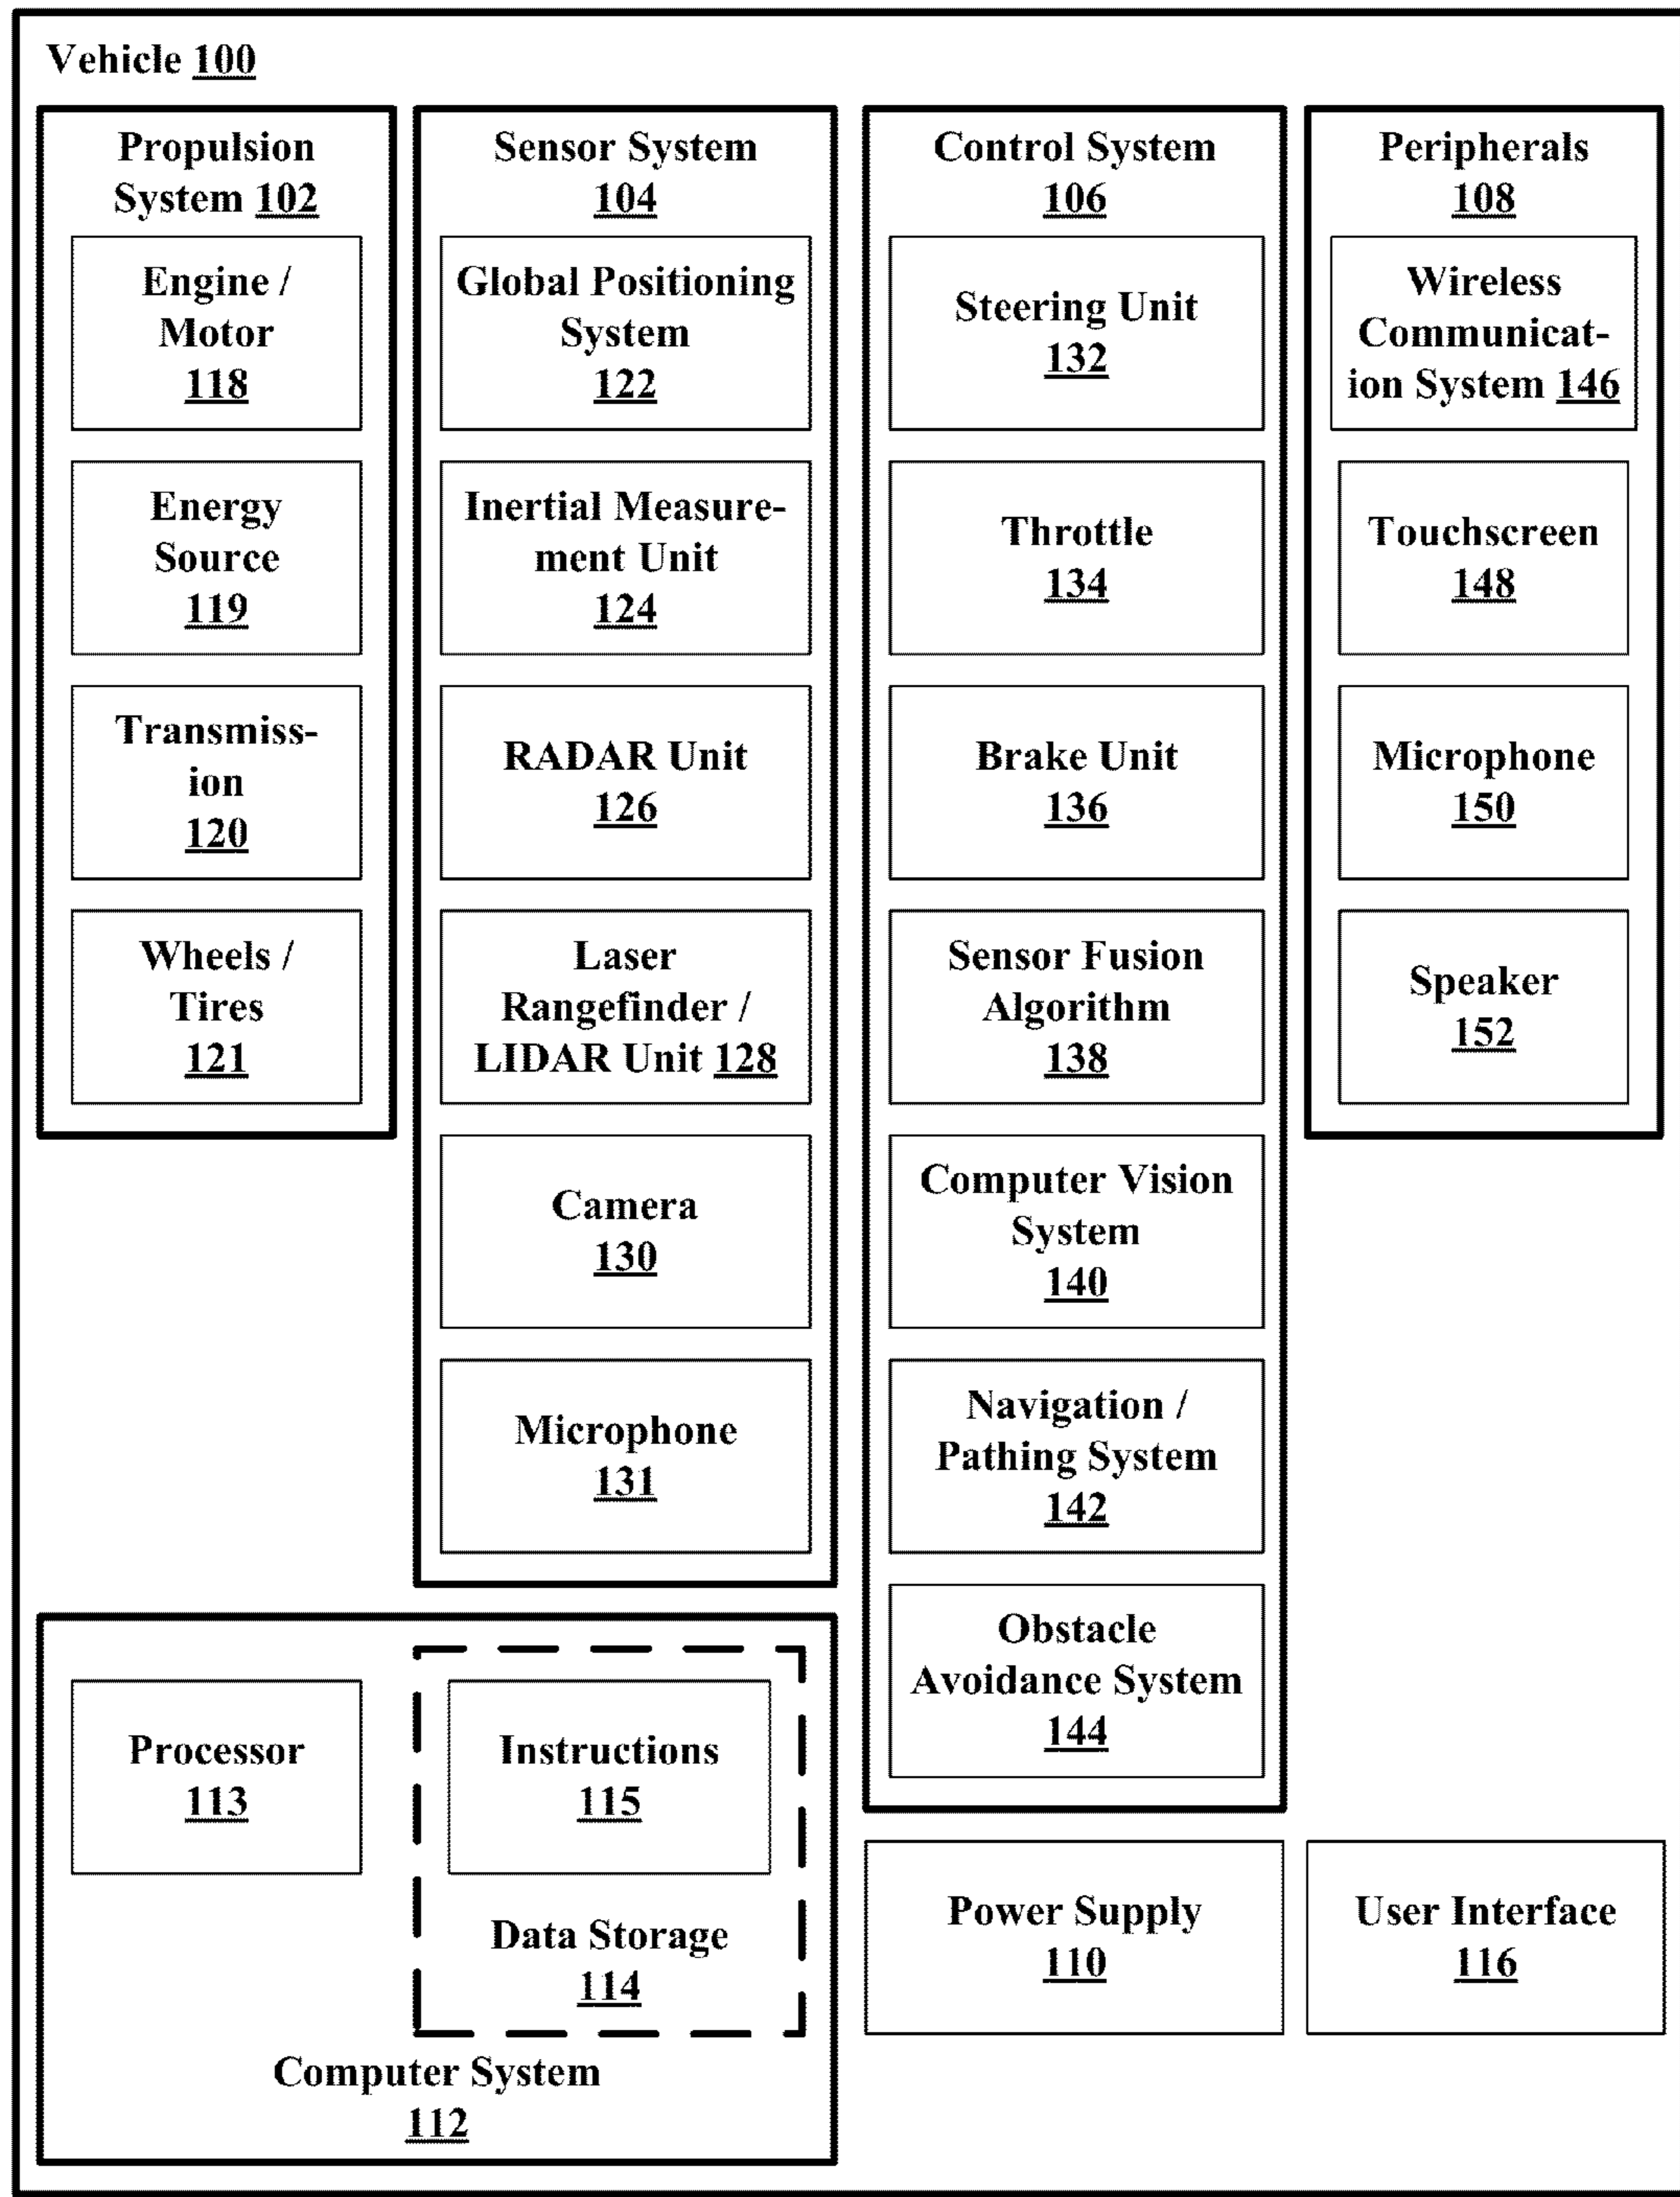 Vehicle 100
Propulsion
System 102
Engine /
Motor
118
Energy
Source
119
Transmiss-
ion
120
Wheels /
Tires
121
Sensor System
104
Global Positioning
System
122
Inertial Measure-
ment Unit
124
RADAR Unit
126
Laser
Rangefinder /
LIDAR Unit 128
Camera
130
Microphone
131
Control System
106
Steering Unit
132
Throttle
134
Brake Unit
136
Sensor Fusion
Algorithm
138
Computer Vision
System
140
Navigation /
Pathing System
142
Obstacle
Avoidance System
144
Peripherals
108
Wireless
Communicat-
ion System 146
Touchscreen
148
Microphone
150
Speaker
152
Processor
113
Instructions
115
Data Storage
114
Computer System
112
Power Supply
110
User Interface
116